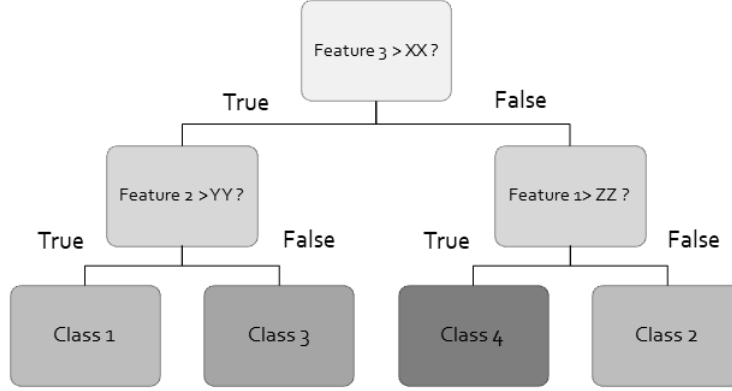 Feature 3 > XX ?
True
False
Feature 2 > YY ?
Feature 1> ZZ ?
True
False
True
False
Class 1
Class 3
Class 4
Class 2